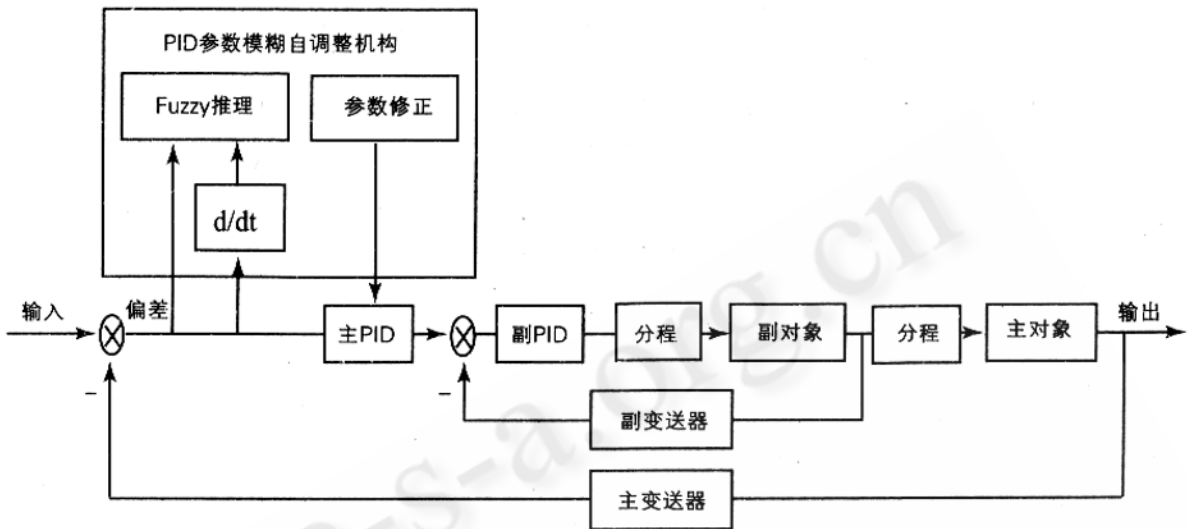 PID参数模糊自调整机构
Fuzzy推理
参数修正
d/dt
输入
偏差
主PID
副PID
分程
副对象
分程
主对象
输出
−
−
副变送器
主变送器